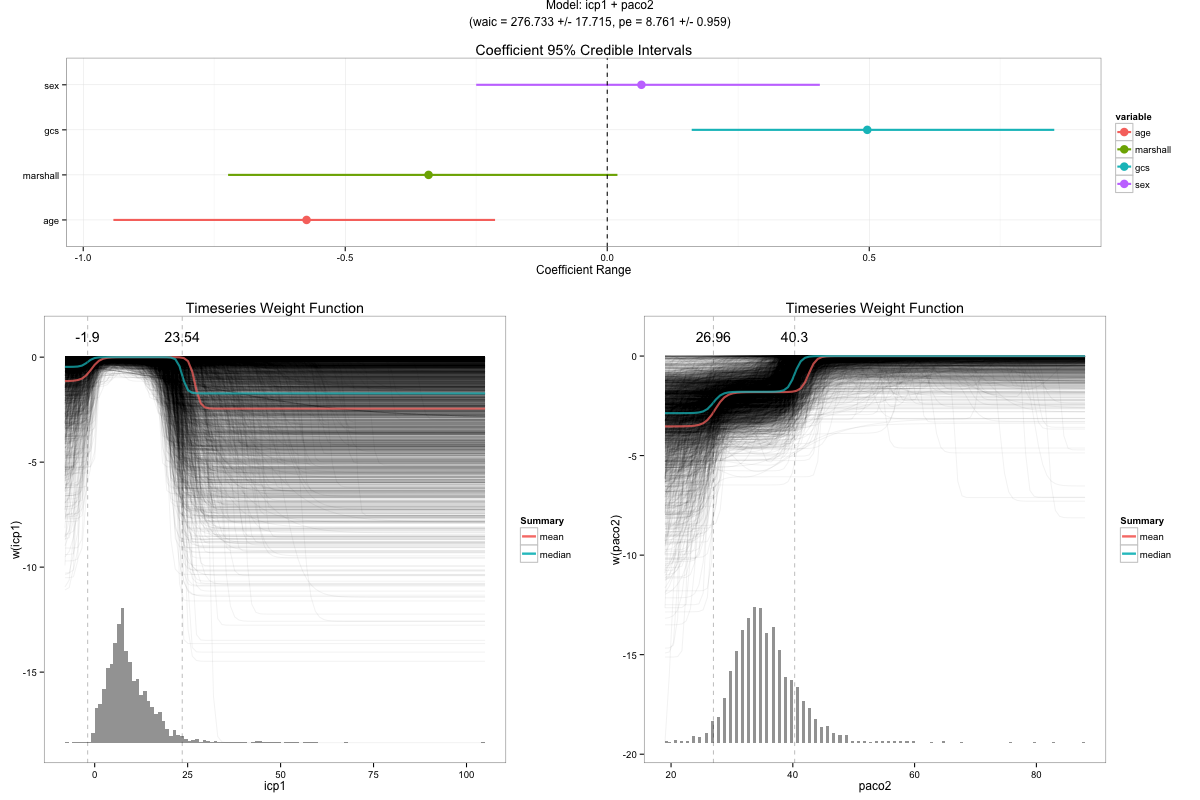 Model: icp1 + paco2
(waic = 276.733 +/- 17.715, pe = 8.761 +/- 0.959)
Coefficient 95% Credible Intervals
sex
gcs
marshall
age
-1.0
-0.5
0.0
0.5
Coefficient Range
variable
age
marshall
gcs
sex
Timeseries Weight Function
-1.9
23.54
0
-5
-10
-15
w(icp1)
0
25
50
75
100
icp1
Summary
mean
median
Timeseries Weight Function
26.96
40.3
0
-5
-10
-15
-20
w(paco2)
20
40
60
80
paco2
Summary
mean
median